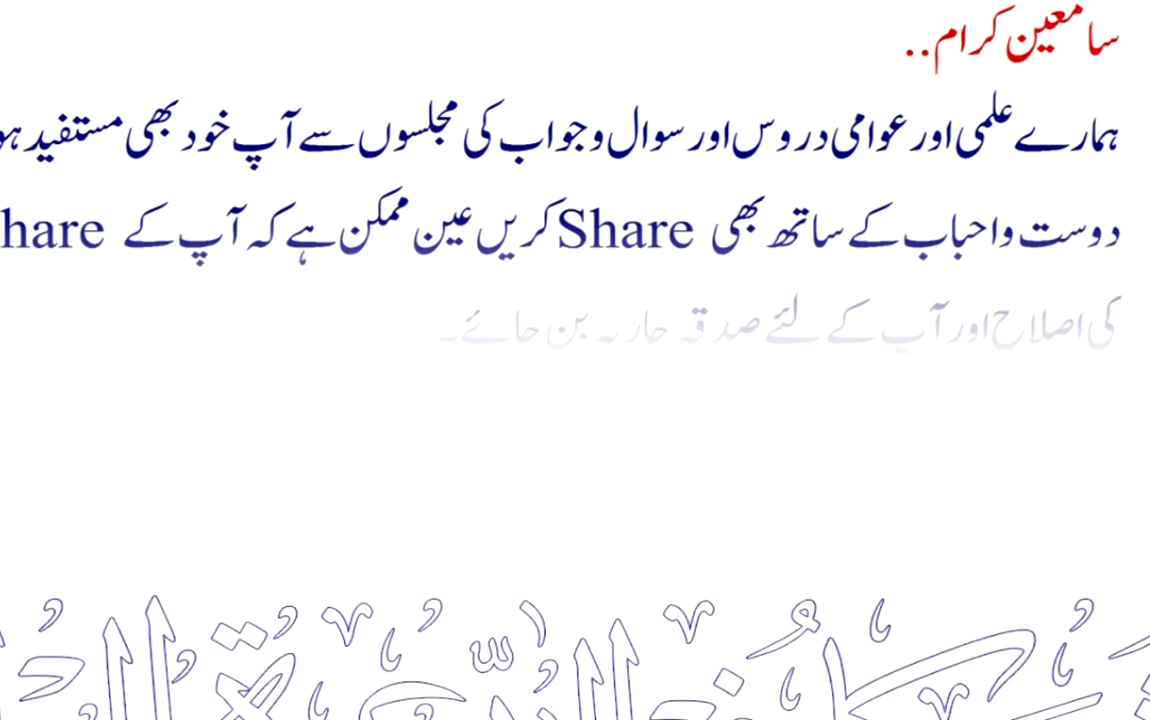 سامعین کرام..
ہمارے علمی اور عوامی دروس اور سوال و جواب کی مجلسوں سے آپ خود بھی مستفید ہو
دوست و احباب کے ساتھ بھی Share کریں عین ممکن ہے کہ آپ کے hare
کی اصلاح اور آپ کے لئے صدقہ جاریہ بن جائے۔